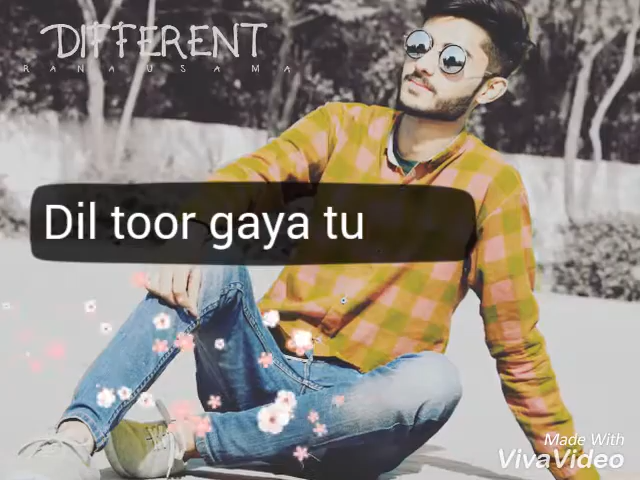 DIFFERENT
RANA USAMA
Dil toor gaya tu
Made With
VivaVideo